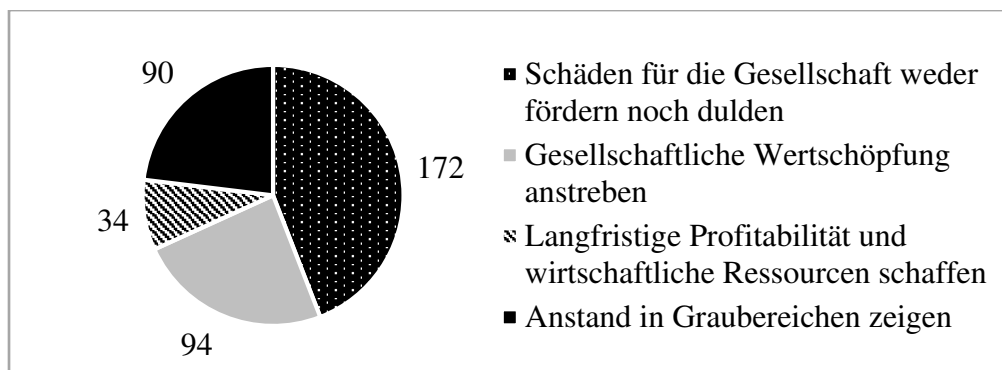 90
172
34
94
Schäden für die Gesellschaft weder
fördern noch dulden
Gesellschaftliche Wertschöpfung
anstreben
Langfristige Profitabilität und
wirtschaftliche Ressourcen schaffen
Anstand in Graubereichen zeigen